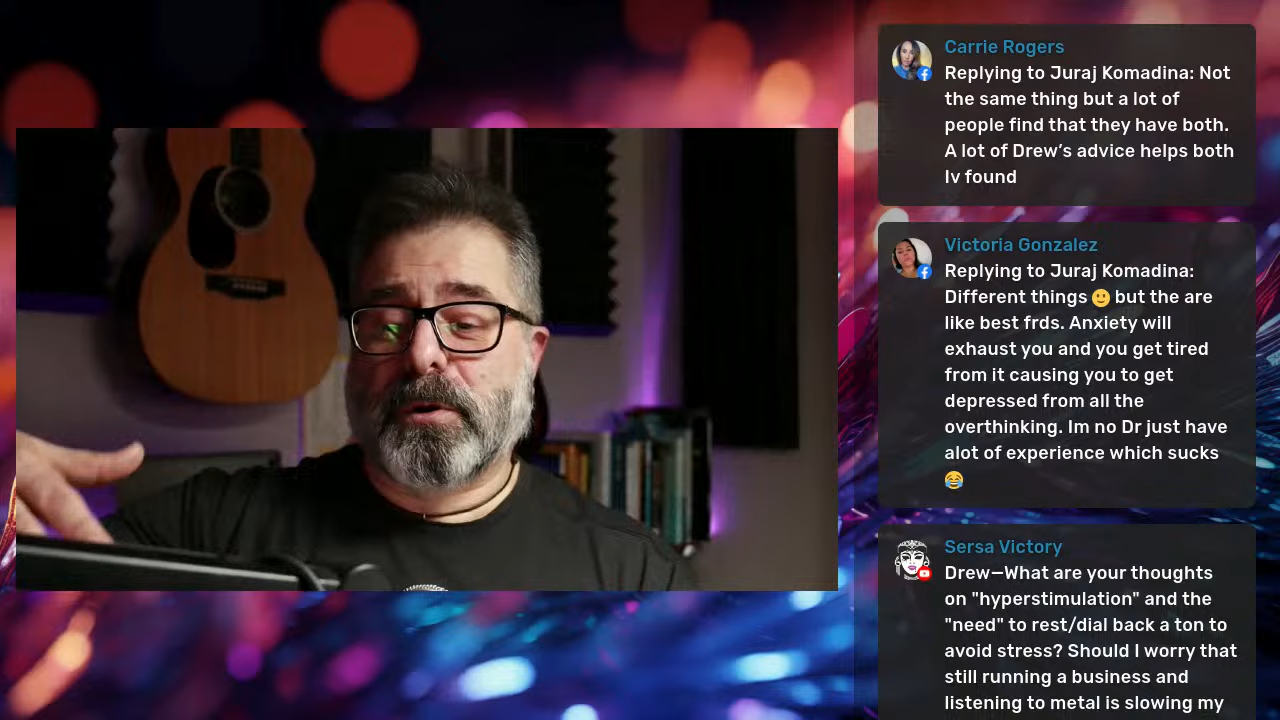 Carrie Rogers
Replying to Juraj Komadina: Not
the same thing but a lot of
people find that they have both.
A lot of Drew’s advice helps both
Iv found
Victoria Gonzalez
Replying to Juraj Komadina:
Different things 🙂 but the are
like best frds. Anxiety will
exhaust you and you get tired
from it causing you to get
depressed from all the
overthinking. Im no Dr just have
alot of experience which sucks
😂
Sersa Victory
Drew—What are your thoughts
on "hyperstimulation" and the
"need" to rest/dial back a ton to
avoid stress? Should I worry that
still running a business and
listening to metal is slowing my